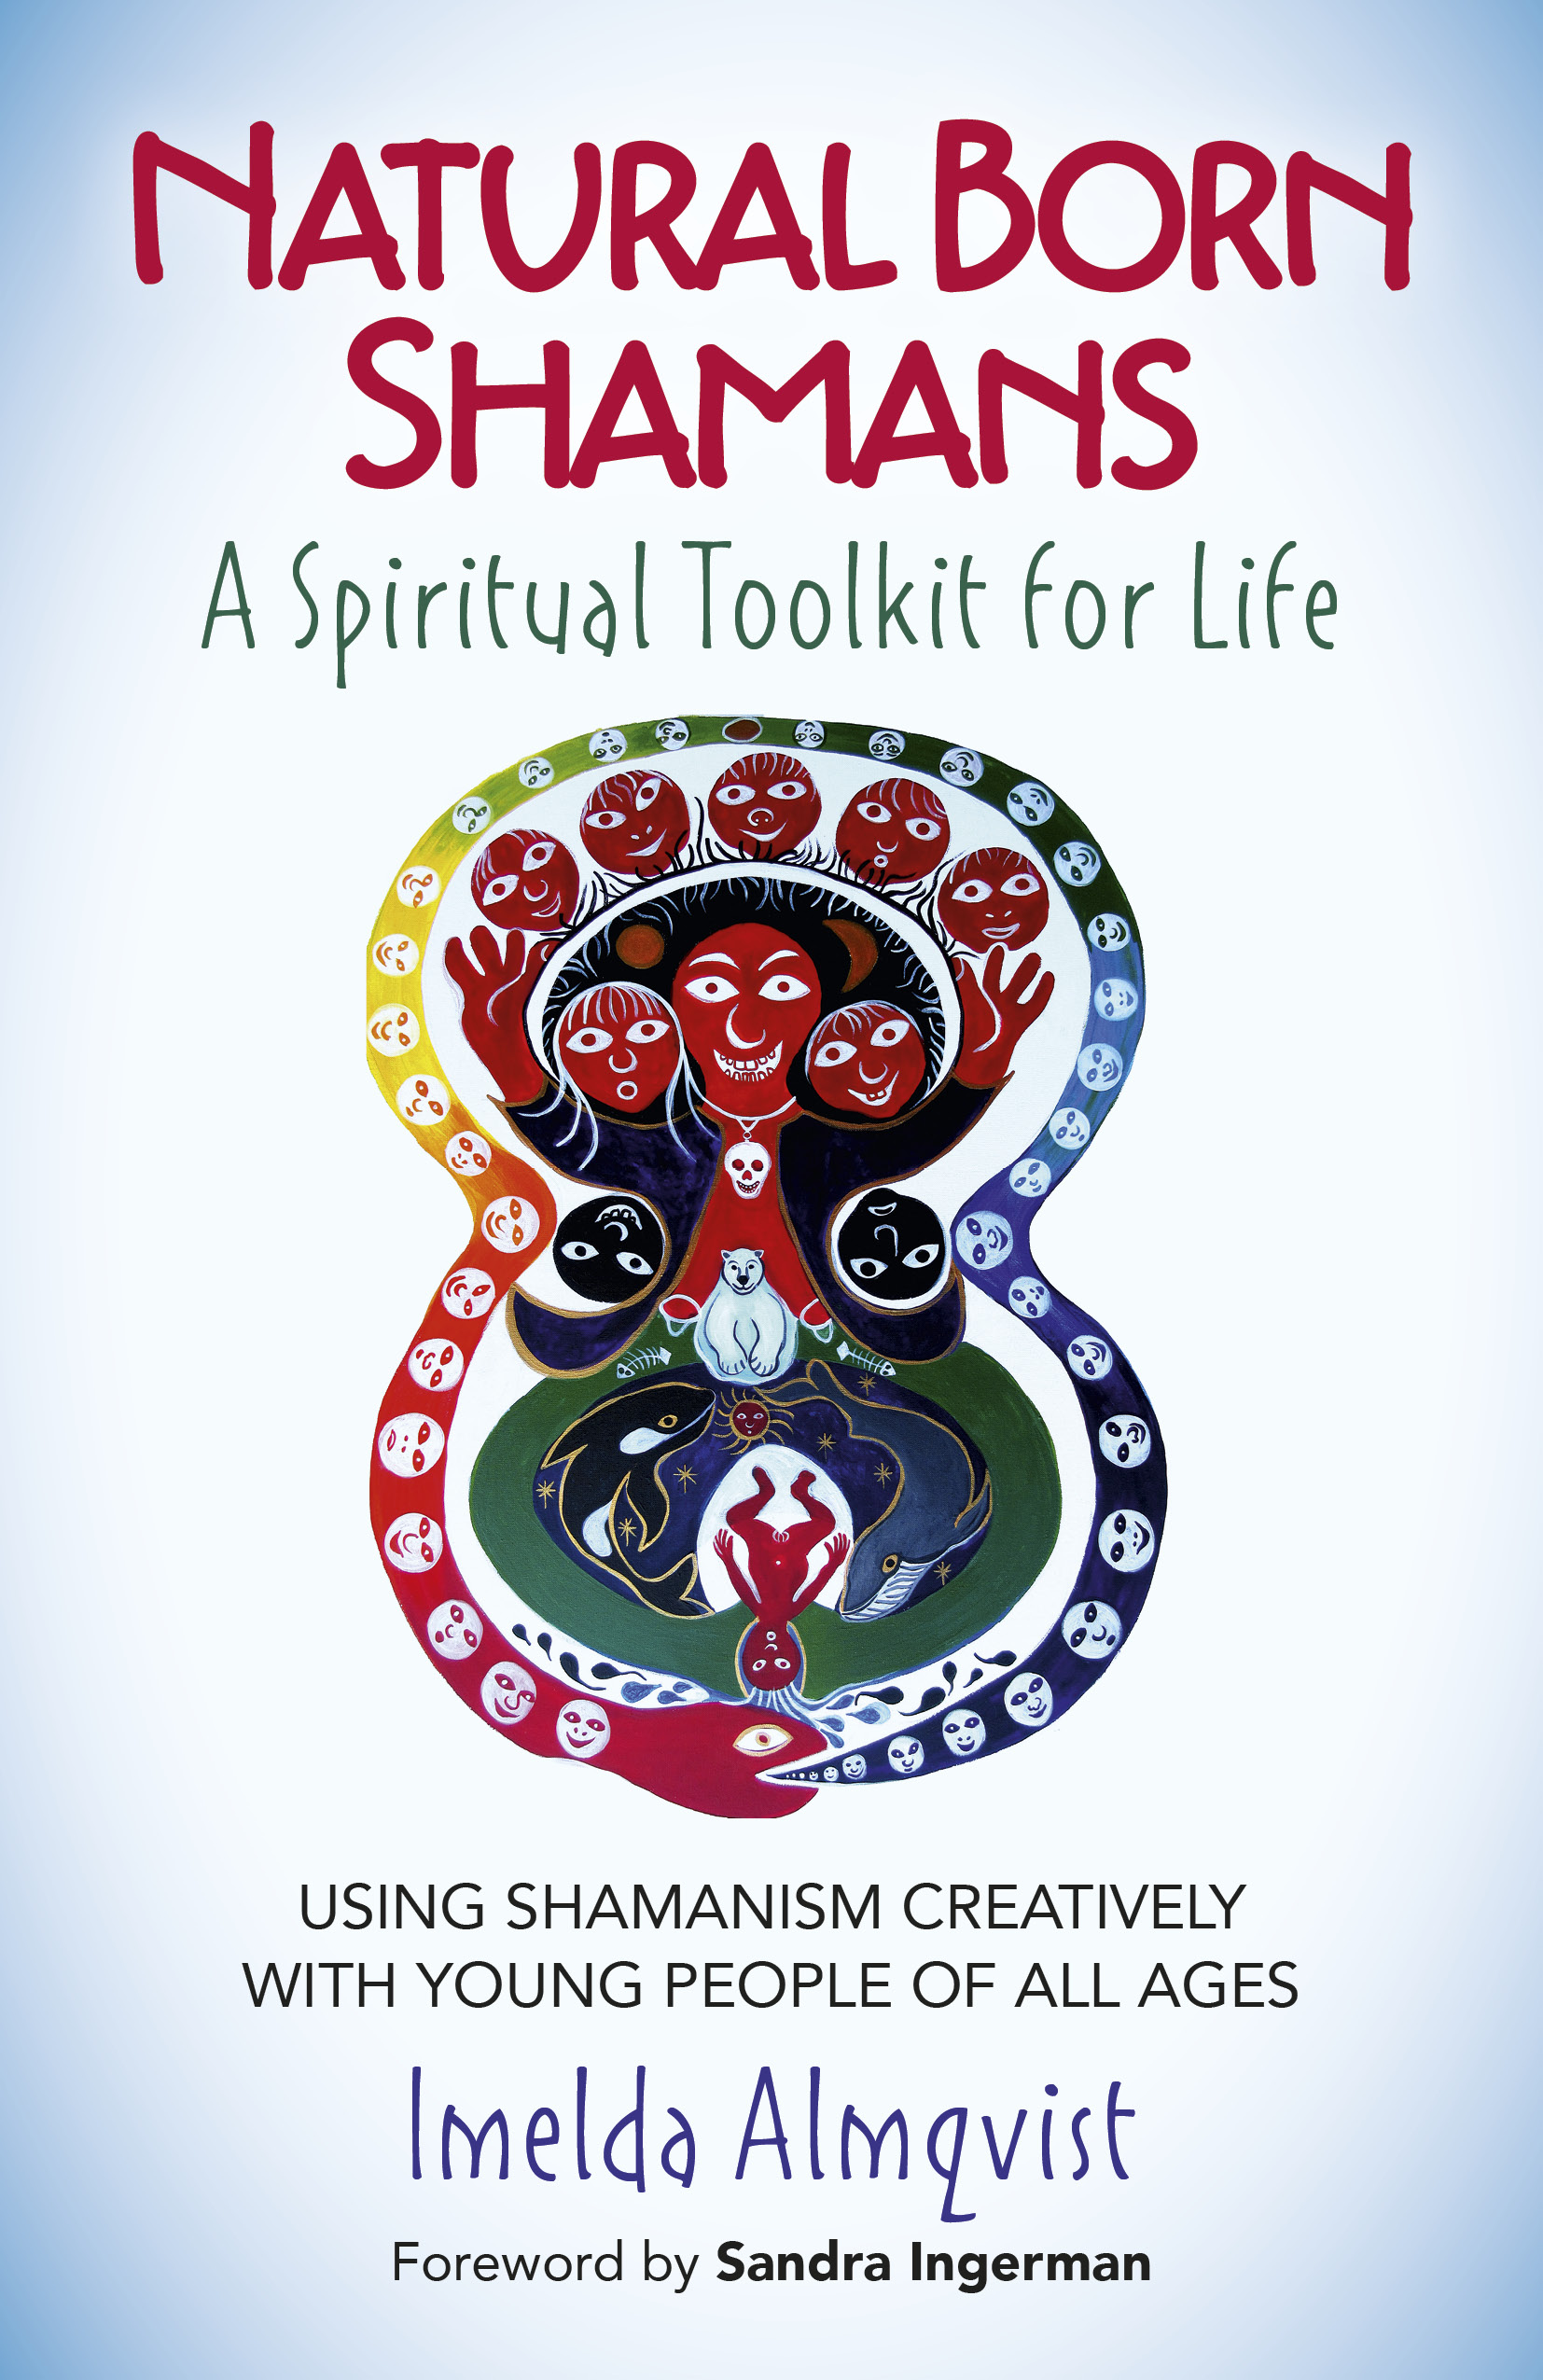 Natural Born
Shamans
A Spiritual Toolkit for Life
USING SHAMANISM CREATIVELY
WITH YOUNG PEOPLE OF ALL AGES
Imelda Almqvist
Foreword by Sandra Ingerman